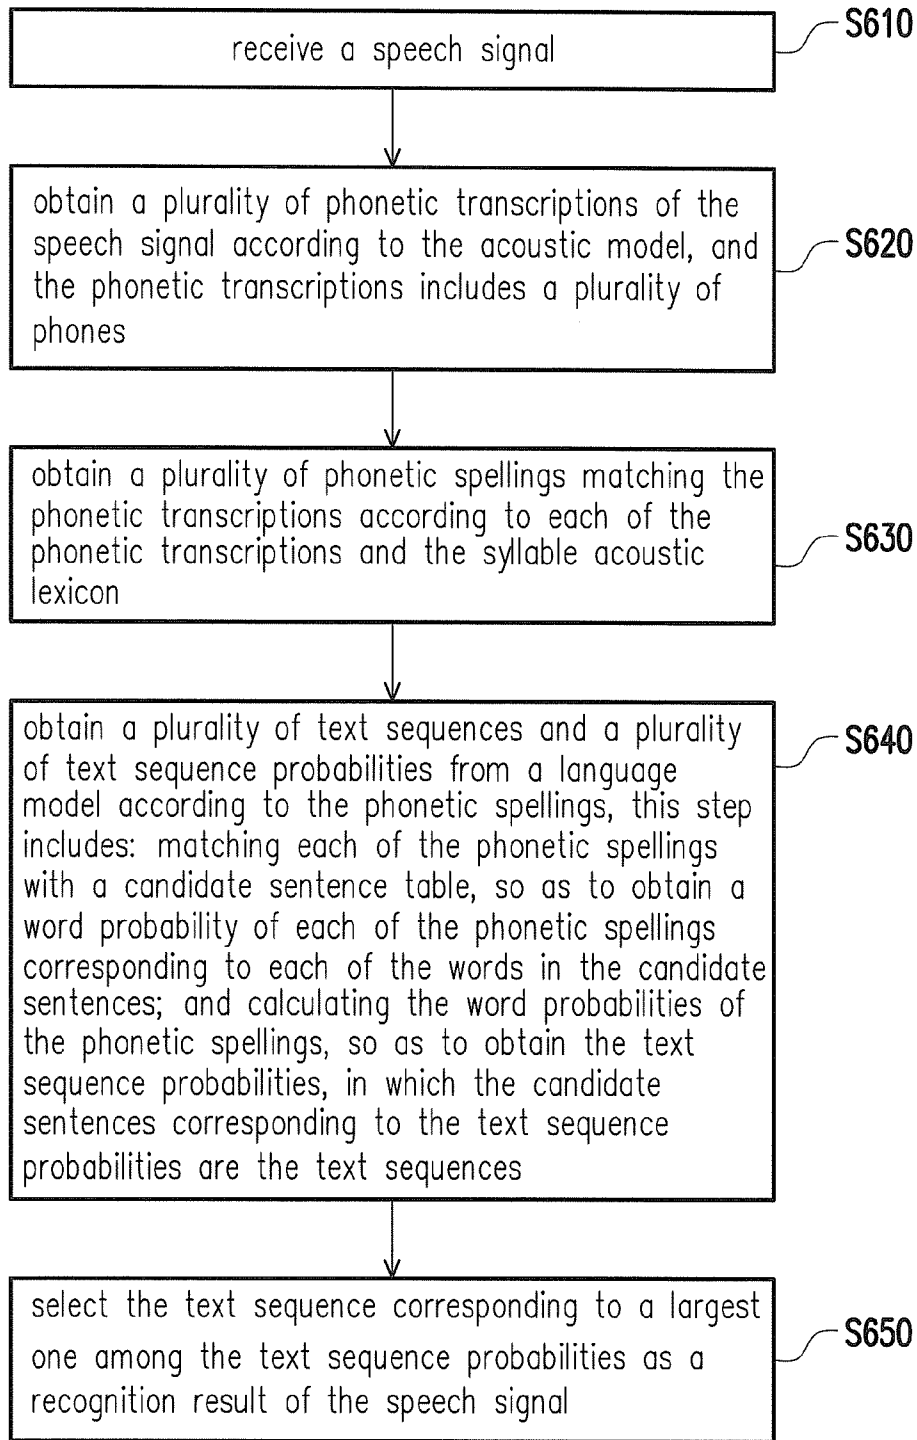 receive a speech signal
S610
obtain a plurality of phonetic transcriptions of the
speech signal according to the acoustic model, and
the phonetic transcriptions includes a plurality of
phones
S620
obtain a plurality of phonetic spellings matching the
phonetic transcriptions according to each of the
phonetic transcriptions and the syllable acoustic
lexicon
S630
obtain a plurality of text sequences and a plurality
of text sequence probabilities from a language
model according to the phonetic spellings, this step
includes: matching each of the phonetic spellings
with a candidate sentence table, so as to obtain a
word probability of each of the phonetic spellings
corresponding to each of the words in the candidate
sentences; and calculating the word probabilities of
the phonetic spellings, so as to obtain the text
sequence probabilities, in which the candidate
sentences corresponding to the text sequence
probabilities are the text sequences
S640
select the text sequence corresponding to a largest
one among the text sequence probabilities as a
recognition result of the speech signal
S650